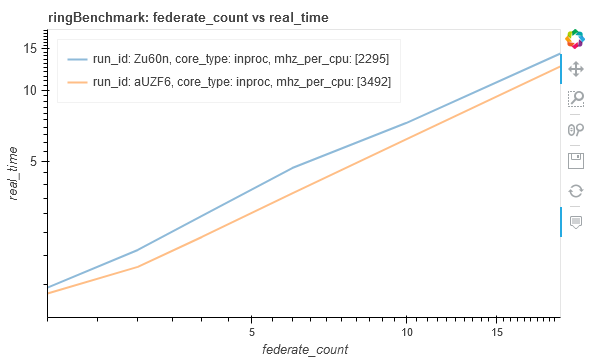 ringBenchmark: federate_count vs real_time
run_id: Zu60n, core_type: inproc, mhz_per_cpu: [2295]
run_id: aUZF6, core_type: inproc, mhz_per_cpu: [3492]
15
10
5
real_time
5
10
15
federate_count